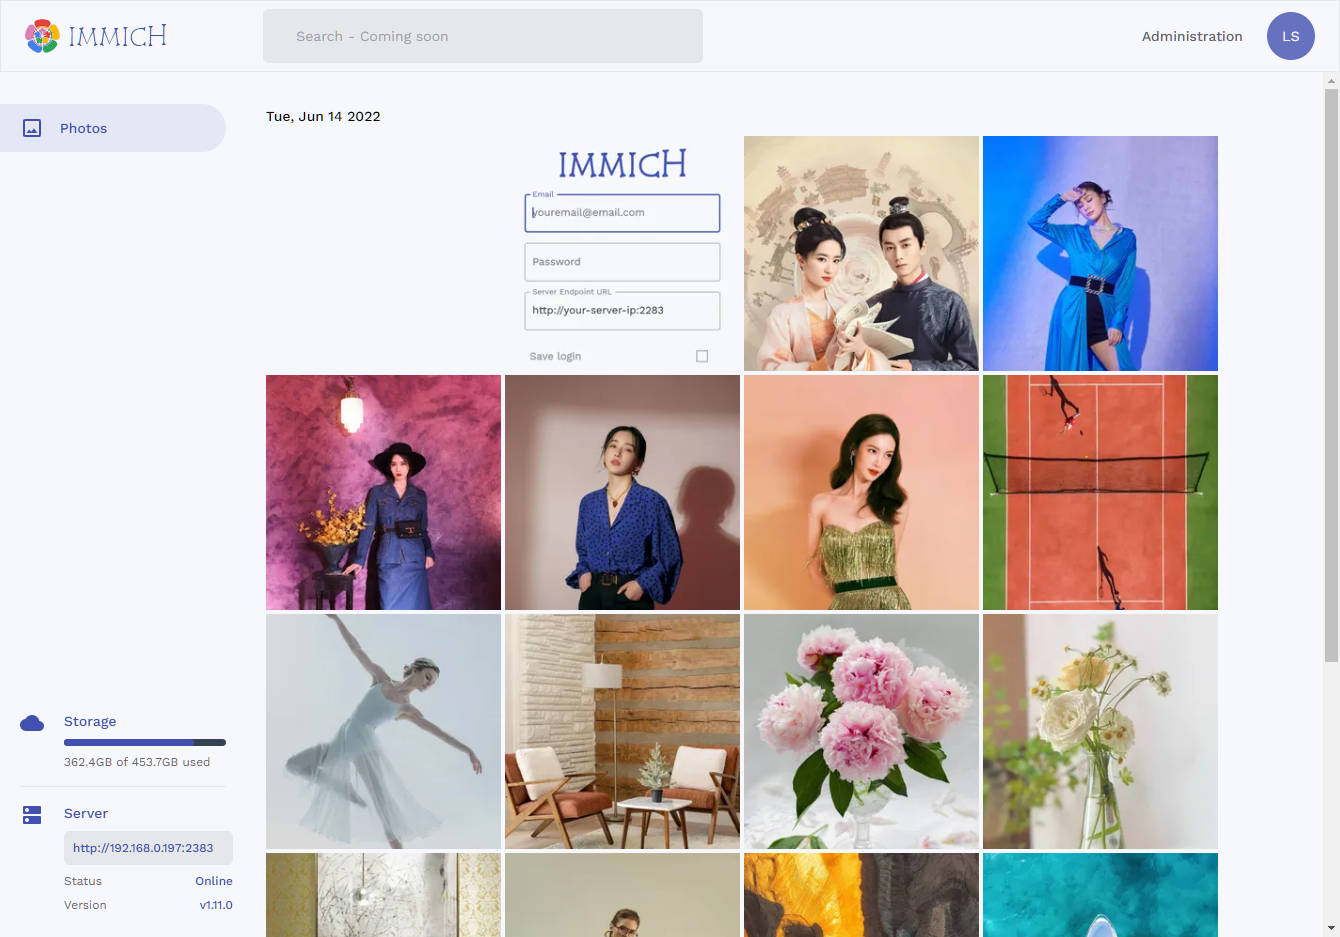 IMMICH
Search - Coming soon
Administration
LS
Photos
Tue, Jun 14 2022
IMMICH
Email
youremail@email.com
Password
Server Endpoint URL
http://your-server-ip:2283
Save login
Storage
362.4GB of 453.7GB used
Server
http://192.168.0.197:2383
Status Online
Version v1.11.0